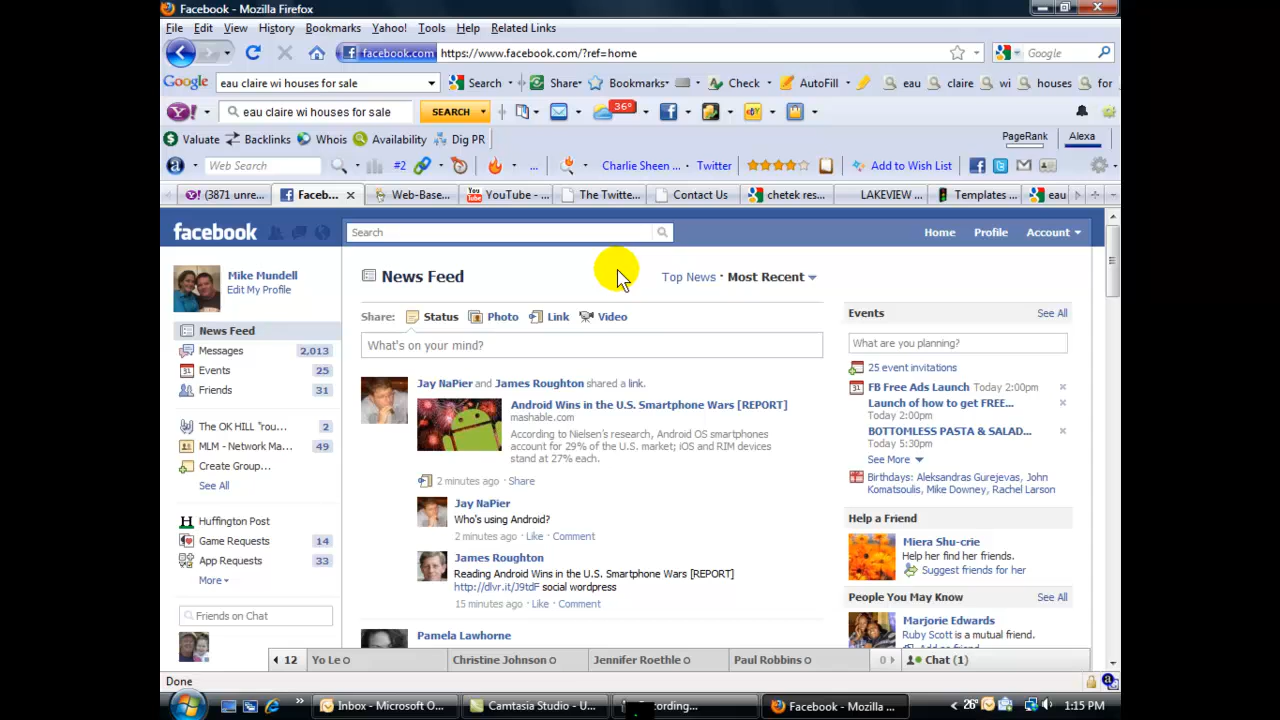 Facebook - Mozilla Firefox
File Edit View History Bookmarks Yahoo! Tools Help Related Links
facebook.com https://www.facebook.com/?ref=home Google
Google eau claire wi houses for sale Search Share Bookmarks Check AutoFill eau claire wi houses for
Y! eau claire wi houses for sale SEARCH 36°
Valuate Backlinks Whois Availability Dig PR PageRank Alexa
a Web Search #2 ... Charlie Sheen ... Twitter Add to Wish List
Y! (3871 unre... Faceb... Web-Base... YouTube - ... The Twitte... Contact Us chetek res... LAKEVIEW ... Templates ... eau
facebook Search Home Profile Account
Mike Mundell
Edit My Profile
News Feed
Messages 2,013
Events 25
Friends 31
The OK HILL "rou... 2
MLM - Network Ma... 49
Create Group...
See All
Huffington Post
Game Requests 14
App Requests 33
More
Friends on Chat
News Feed Top News · Most Recent
Share: Status Photo Link Video
What's on your mind?
Jay NaPier and James Roughton shared a link.
Android Wins in the U.S. Smartphone Wars [REPORT]
mashable.com
According to Nielsen's research, Android OS smartphones
account for 29% of the U.S. market; iOS and RIM devices
stand at 27% each.
2 minutes ago · Share
Jay NaPier
Who's using Android?
2 minutes ago · Like · Comment
James Roughton
Reading Android Wins in the U.S. Smartphone Wars [REPORT]
http://dlvr.it/J9tdF social wordpress
15 minutes ago · Like · Comment
Pamela Lawhorne
Events See All
What are you planning?
25 event invitations
FB Free Ads Launch Today 2:00pm
Launch of how to get FREE...
Today 2:00pm
BOTTOMLESS PASTA & SALAD...
Today 5:30pm
See More
Birthdays: Aleksandras Gurejevas, John
Komatsoulis, Mike Downey, Rachel Larson
Help a Friend
Miera Shu-crie
Help her find her friends.
Suggest friends for her
People You May Know See All
Marjorie Edwards
Ruby Scott is a mutual friend.
12 Yo Le Christine Johnson Jennifer Roethle Paul Robbins 0 Chat (1)
Done
Inbox - Microsoft O... Camtasia Studio - U... Facebook - Mozilla ... 26° 1:15 PM